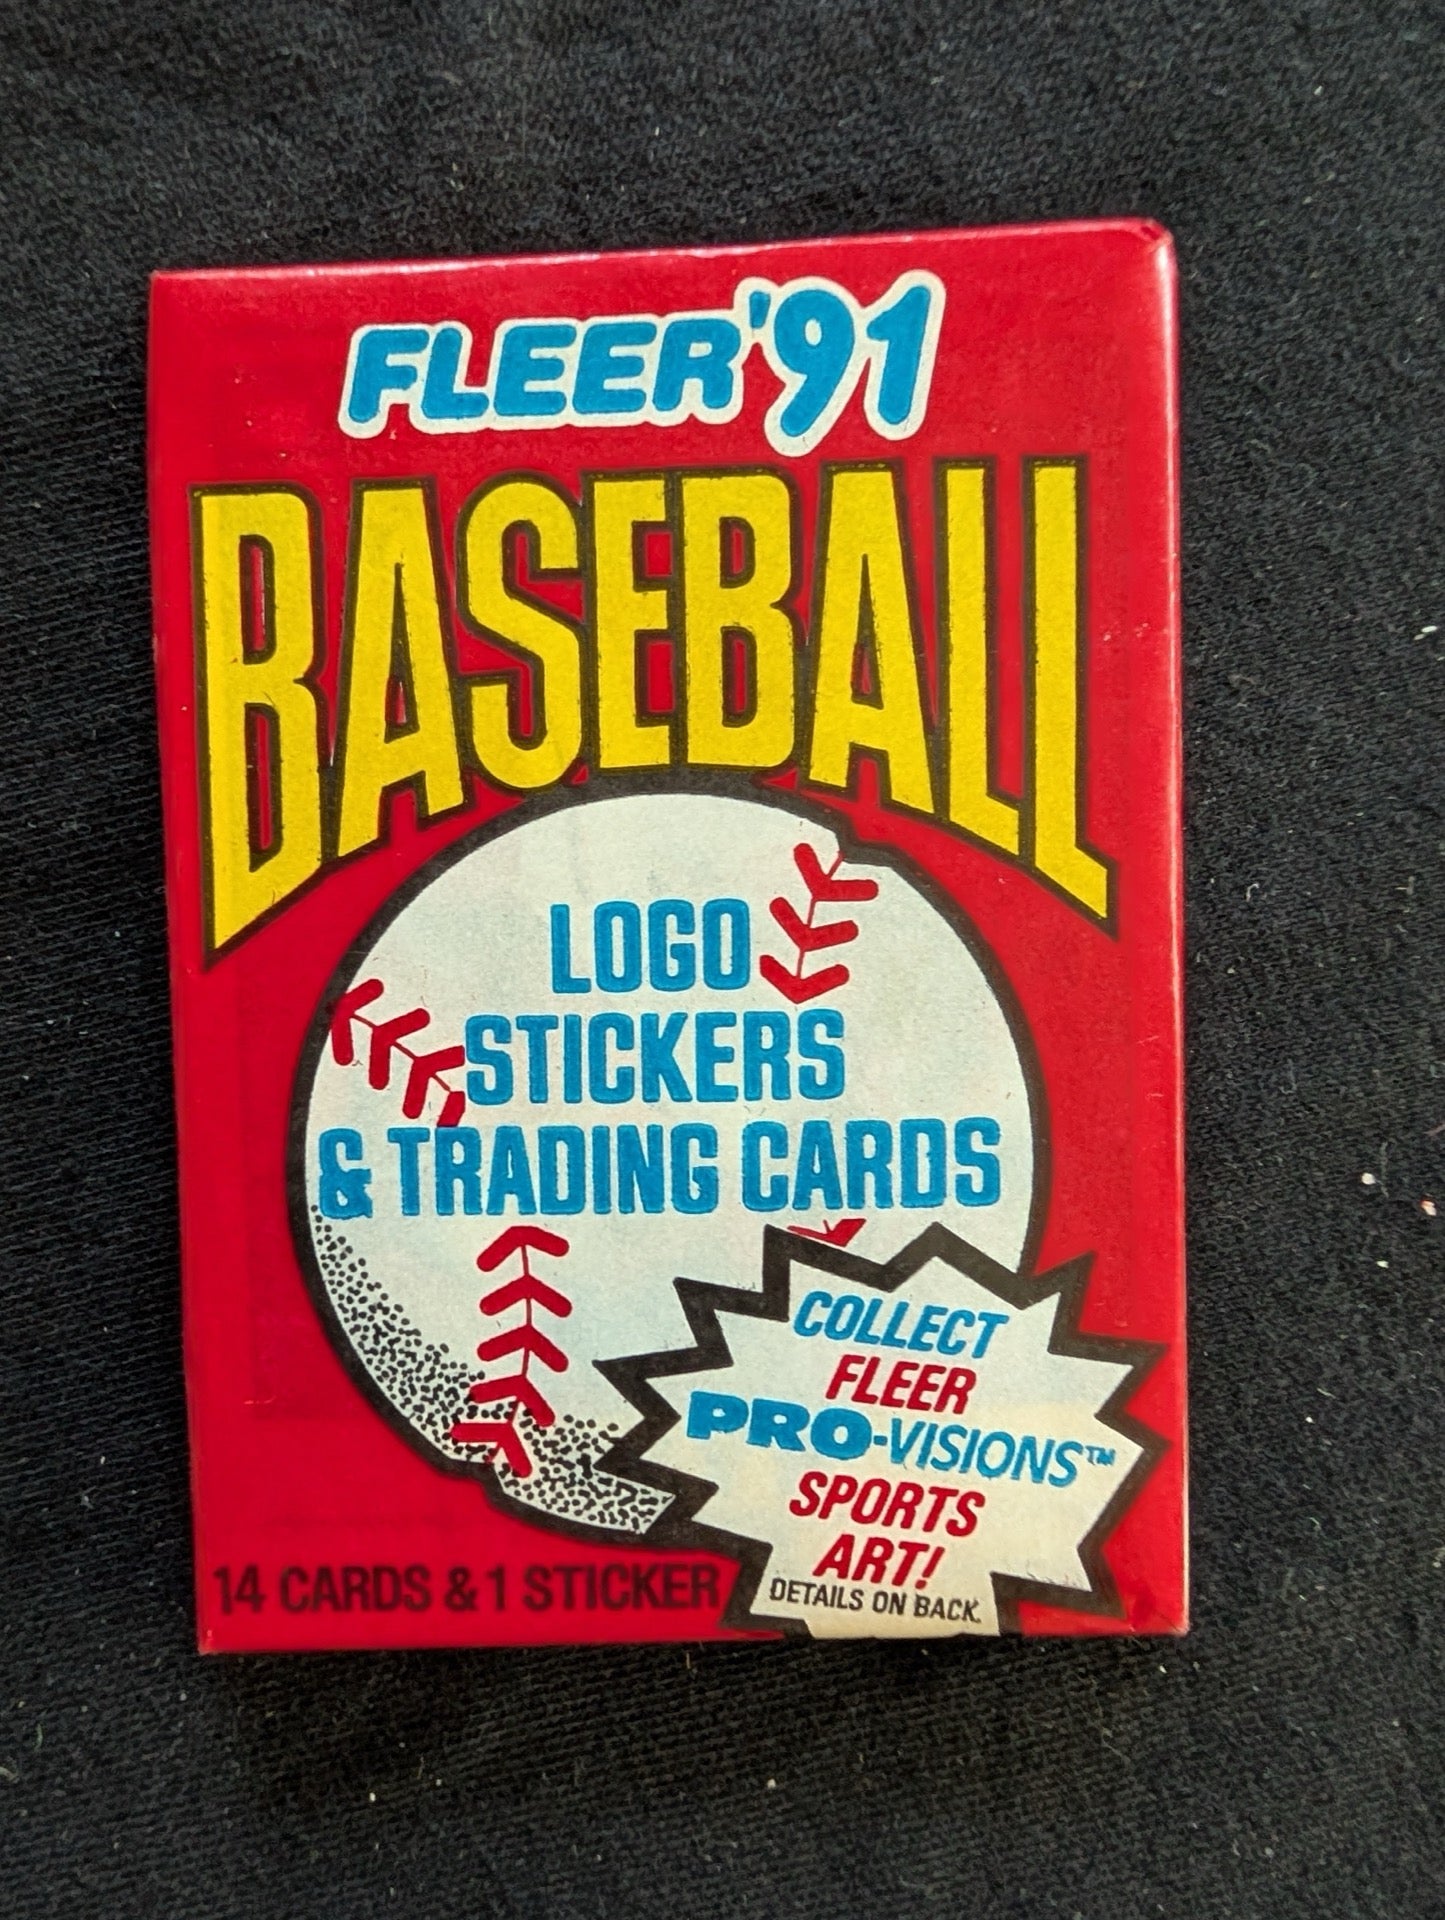 FLEER '91
BASEBALL
LOGO
STICKERS
& TRADING CARDS
COLLECT
FLEER
PRO-VISIONS™
SPORTS
ART!
DETAILS ON BACK.
14 CARDS & 1 STICKER